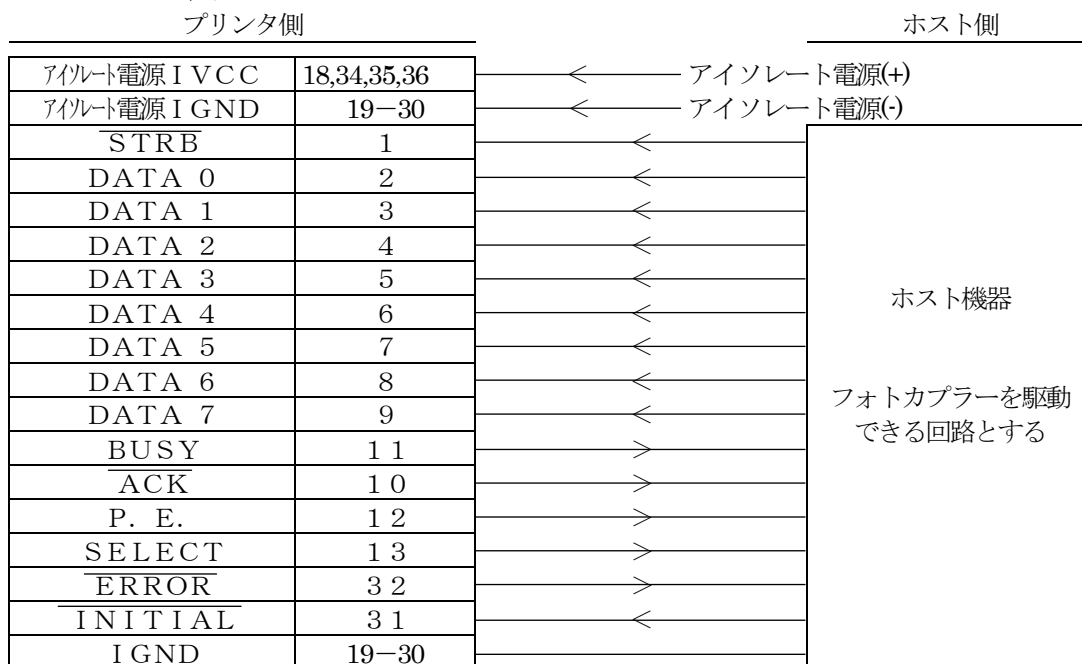 プリンタ側 ホスト側
アイソレート電源IVCC 18,34,35,36 アイソレート電源(+)
アイソレート電源IGND 19－30 アイソレート電源(-)
STRB 1
DATA 0 2
DATA 1 3
DATA 2 4
DATA 3 5
DATA 4 6
DATA 5 7
DATA 6 8
DATA 7 9
BUSY 11
ACK 10
P. E. 12
SELECT 13
ERROR 32
INITIAL 31
IGND 19－30
ホスト機器
フォトカプラーを駆動
できる回路とする